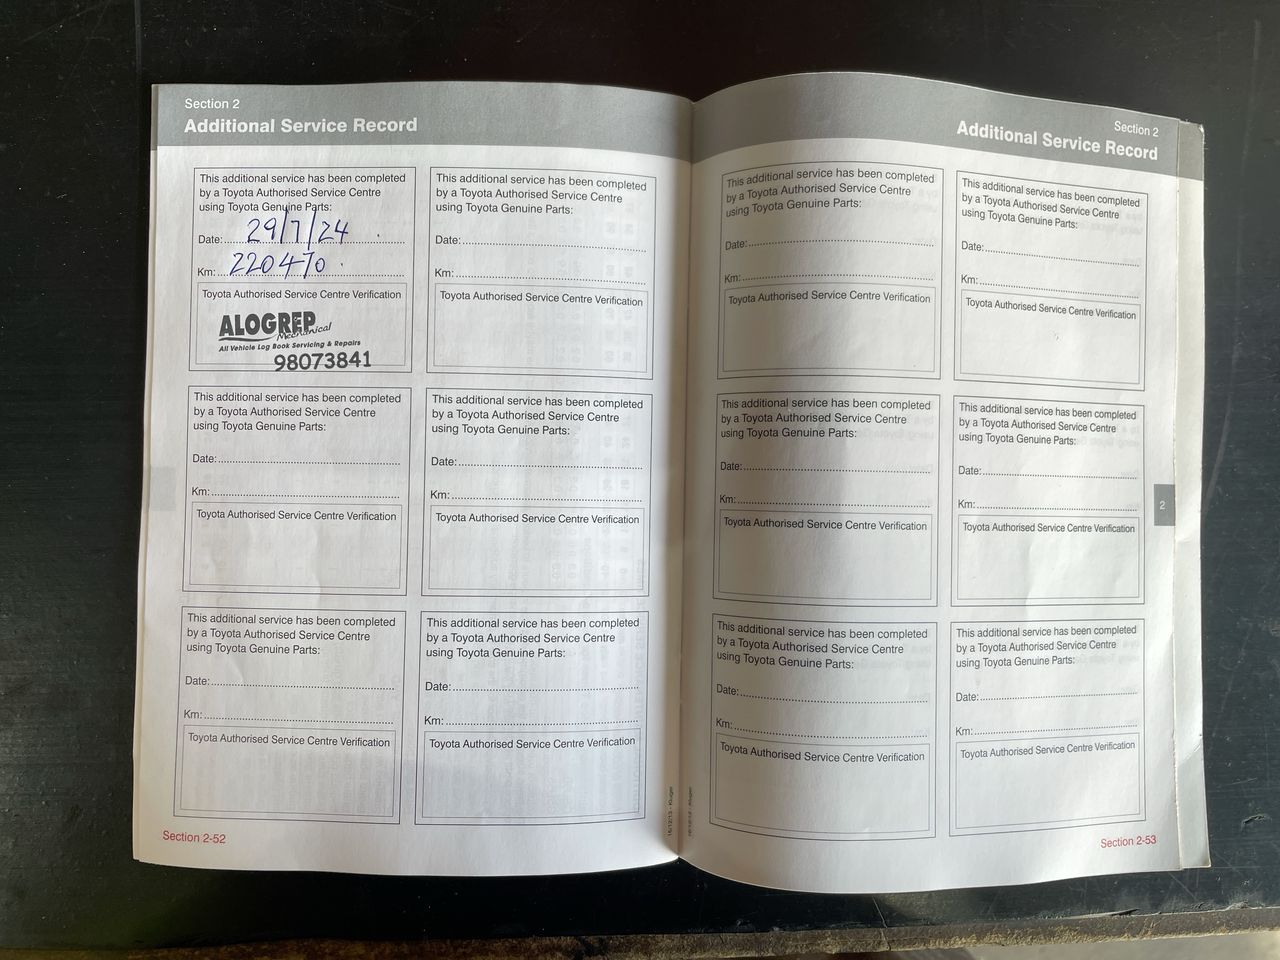 Section 2
Additional Service Record
This additional service has been completed
by a Toyota Authorised Service Centre
using Toyota Genuine Parts:
Date: 29/7/24
Km: 220470
Toyota Authorised Service Centre Verification
ALOGREP
Mechanical
All Vehicle Log Book Servicing & Repairs
98073841
This additional service has been completed
by a Toyota Authorised Service Centre
using Toyota Genuine Parts:
Date:
Km:
Toyota Authorised Service Centre Verification
This additional service has been completed
by a Toyota Authorised Service Centre
using Toyota Genuine Parts:
Date:
Km:
Toyota Authorised Service Centre Verification
This additional service has been completed
by a Toyota Authorised Service Centre
using Toyota Genuine Parts:
Date:
Km:
Toyota Authorised Service Centre Verification
This additional service has been completed
by a Toyota Authorised Service Centre
using Toyota Genuine Parts:
Date:
Km:
Toyota Authorised Service Centre Verification
This additional service has been completed
by a Toyota Authorised Service Centre
using Toyota Genuine Parts:
Date:
Km:
Toyota Authorised Service Centre Verification
Section 2-52
16/12/13 - Kluger
Section 2
Additional Service Record
This additional service has been completed
by a Toyota Authorised Service Centre
using Toyota Genuine Parts:
Date:
Km:
Toyota Authorised Service Centre Verification
This additional service has been completed
by a Toyota Authorised Service Centre
using Toyota Genuine Parts:
Date:
Km:
Toyota Authorised Service Centre Verification
This additional service has been completed
by a Toyota Authorised Service Centre
using Toyota Genuine Parts:
Date:
Km:
Toyota Authorised Service Centre Verification
This additional service has been completed
by a Toyota Authorised Service Centre
using Toyota Genuine Parts:
Date:
Km:
Toyota Authorised Service Centre Verification
This additional service has been completed
by a Toyota Authorised Service Centre
using Toyota Genuine Parts:
Date:
Km:
Toyota Authorised Service Centre Verification
This additional service has been completed
by a Toyota Authorised Service Centre
using Toyota Genuine Parts:
Date:
Km:
Toyota Authorised Service Centre Verification
2
Section 2-53